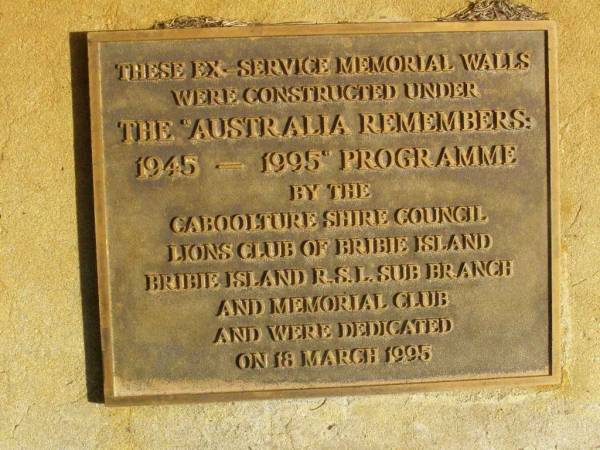 THESE EX-SERVICE MEMORIAL WALLS
WERE CONSTRUCTED UNDER
THE "AUSTRALIA REMEMBERS:
1945 — 1995" PROGRAMME
BY THE
CABOOLTURE SHIRE COUNCIL
LIONS CLUB OF BRIBIE ISLAND
BRIBIE ISLAND R.S.L. SUB BRANCH
AND MEMORIAL CLUB
AND WERE DEDICATED
ON 18 MARCH 1995